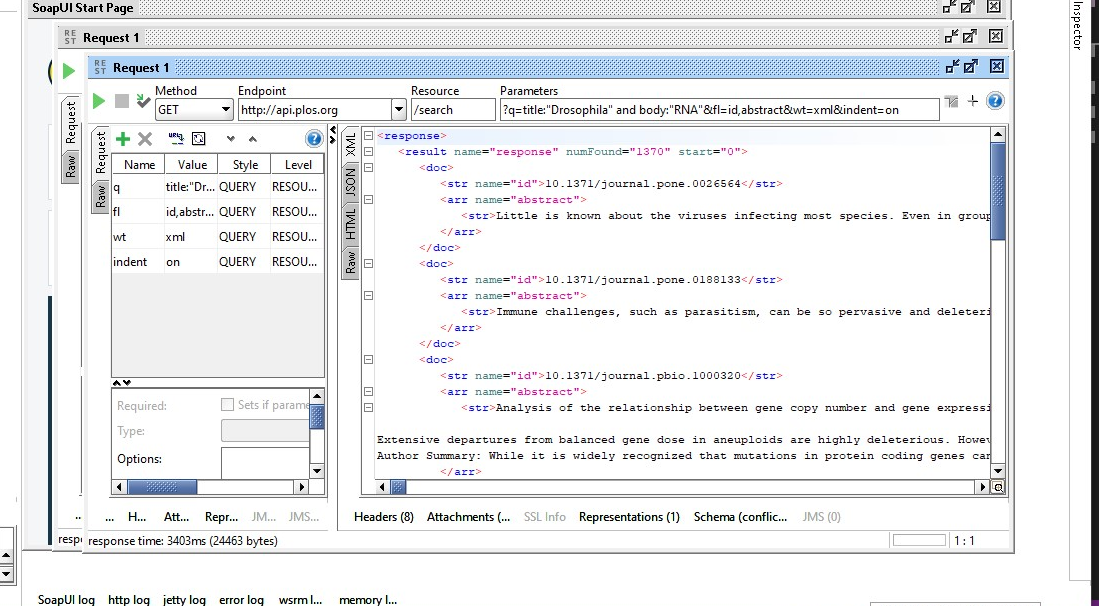 SoapUI Start Page
Inspector
REST Request 1
REST Request 1
Method Endpoint Resource Parameters
GET http://api.plos.org /search ?q=title:"Drosophila" and body:"RNA"&fl=id,abstract&wt=xml&indent=on
Request
Raw
Request
Raw
Name Value Style Level
q title:"Dr... QUERY RESOU...
fl id,abstr... QUERY RESOU...
wt xml QUERY RESOU...
indent on QUERY RESOU...
Required: Sets if parame
Type:
Options:
XML
JSON
HTML
Raw
<response>
<result name="response" numFound="1370" start="0">
<doc>
<str name="id">10.1371/journal.pone.0026564</str>
<arr name="abstract">
<str>Little is known about the viruses infecting most species. Even in group
</arr>
</doc>
<doc>
<str name="id">10.1371/journal.pone.0188133</str>
<arr name="abstract">
<str>Immune challenges, such as parasitism, can be so pervasive and deleteri
</arr>
</doc>
<doc>
<str name="id">10.1371/journal.pbio.1000320</str>
<arr name="abstract">
<str>Analysis of the relationship between gene copy number and gene expressi
Extensive departures from balanced gene dose in aneuploids are highly deleterious. Howev
Author Summary: While it is widely recognized that mutations in protein coding genes can
</arr>
.. ... H... Att... Repr... JM... JMS...
Headers (8) Attachments (... SSL Info Representations (1) Schema (conflic... JMS (0)
resp response time: 3403ms (24463 bytes) 1 : 1
SoapUI log http log jetty log error log wsrm l... memory l...